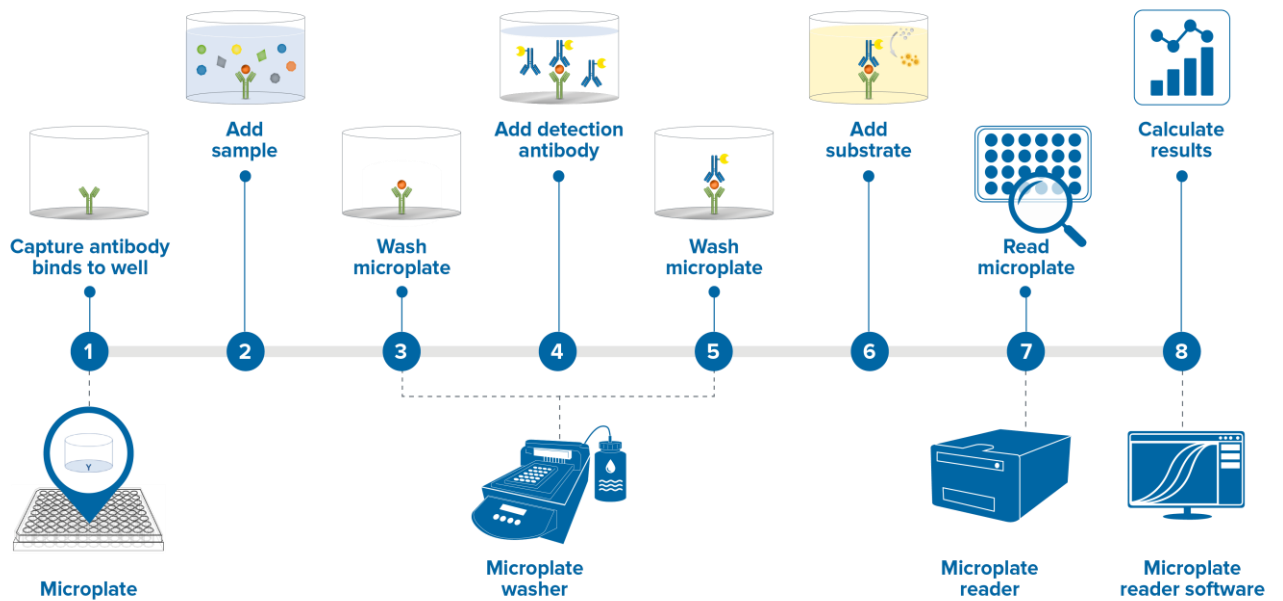 Add
sample
Add detection
antibody
Add
substrate
Calculate
results
Capture antibody
binds to well
Wash
microplate
Wash
microplate
Read
microplate
1
2
3
4
5
6
7
8
Y
Microplate
Microplate
washer
Microplate
reader
Microplate
reader software